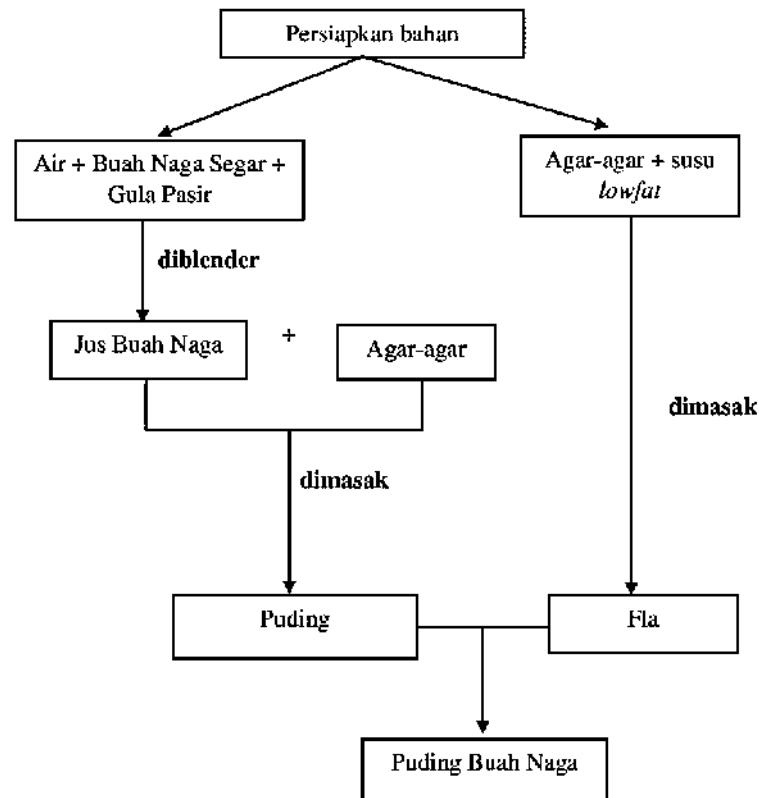 Persiapkan bahan
Air + Buah Naga Segar +
Gula Pasir
Agar-agar + susu
lowfat
diblender
Jus Buah Naga
+
Agar-agar
dimasak
dimasak
Puding
Fla
Puding Buah Naga